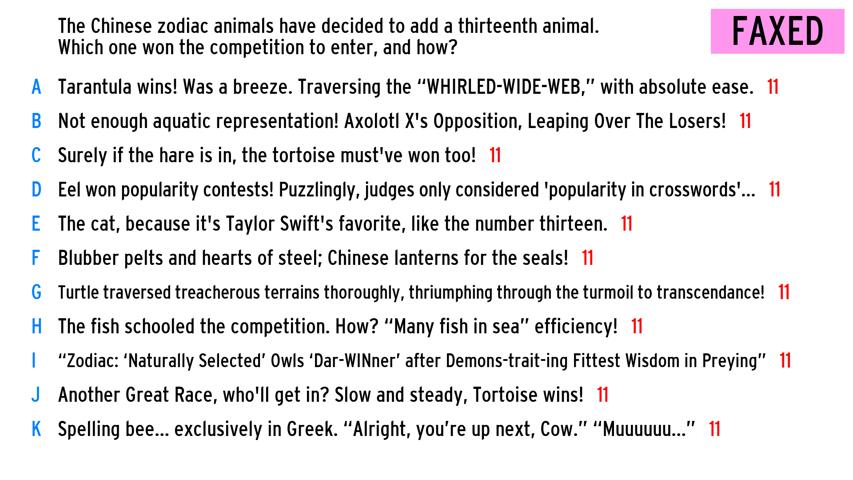 The Chinese zodiac animals have decided to add a thirteenth animal.
Which one won the competition to enter, and how?
FAXED
A Tarantula wins! Was a breeze. Traversing the “WHIRLED-WIDE-WEB,” with absolute ease. 11
B Not enough aquatic representation! Axolotl X's Opposition, Leaping Over The Losers! 11
C Surely if the hare is in, the tortoise must've won too! 11
D Eel won popularity contests! Puzzlingly, judges only considered 'popularity in crosswords'... 11
E The cat, because it's Taylor Swift's favorite, like the number thirteen. 11
F Blubber pelts and hearts of steel; Chinese lanterns for the seals! 11
G Turtle traversed treacherous terrains thoroughly, thriumphing through the turmoil to transcendance! 11
H The fish schooled the competition. How? “Many fish in sea” efficiency! 11
I “Zodiac: ‘Naturally Selected’ Owls ‘Dar-WINner’ after Demons-trait-ing Fittest Wisdom in Preying” 11
J Another Great Race, who'll get in? Slow and steady, Tortoise wins! 11
K Spelling bee... exclusively in Greek. “Alright, you’re up next, Cow.” “Muuuuuu...” 11